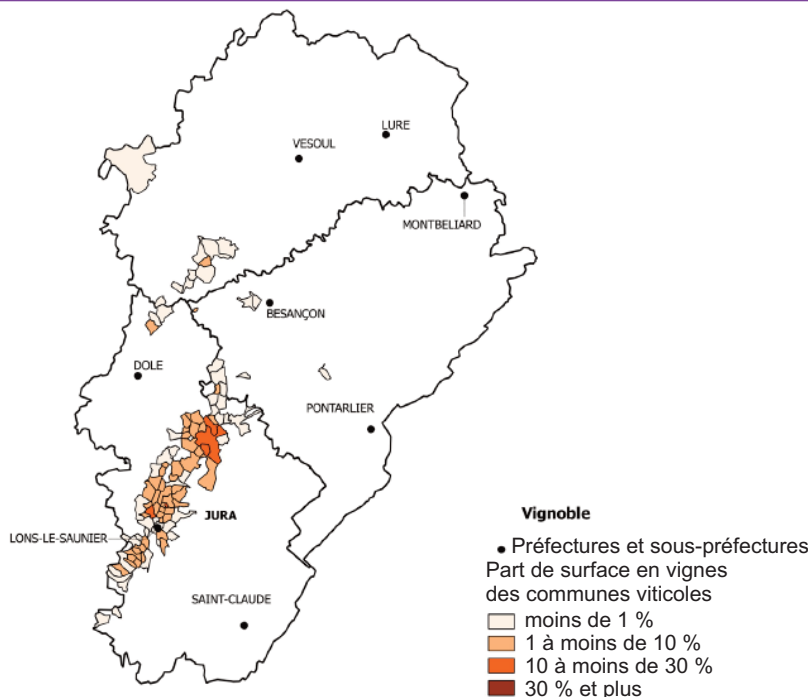 LURE
VESOUL
MONTBELIARD
BESANÇON
DOLE
PONTARLIER
JURA
LONS-LE-SAUNIER
SAINT-CLAUDE
Vignoble
Préfectures et sous-préfectures
Part de surface en vignes
des communes viticoles
moins de 1 %
1 à moins de 10 %
10 à moins de 30 %
30 % et plus